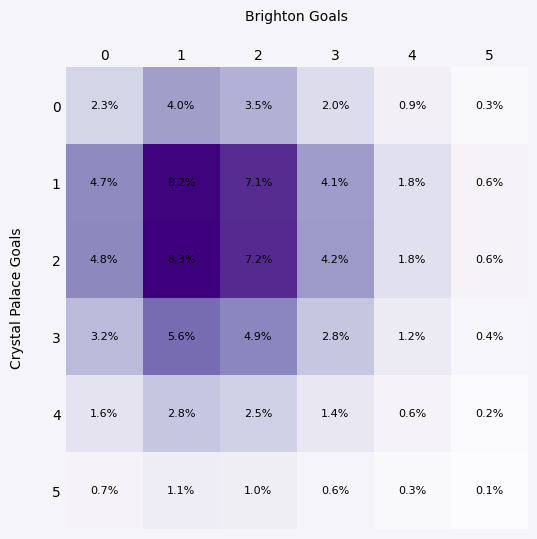 Brighton Goals
0 1 2 3 4 5
0 2.3% 4.0% 3.5% 2.0% 0.9% 0.3%
1 4.7% 8.2% 7.1% 4.1% 1.8% 0.6%
2 4.8% 8.3% 7.2% 4.2% 1.8% 0.6%
3 3.2% 5.6% 4.9% 2.8% 1.2% 0.4%
4 1.6% 2.8% 2.5% 1.4% 0.6% 0.2%
5 0.7% 1.1% 1.0% 0.6% 0.3% 0.1%
Crystal Palace Goals